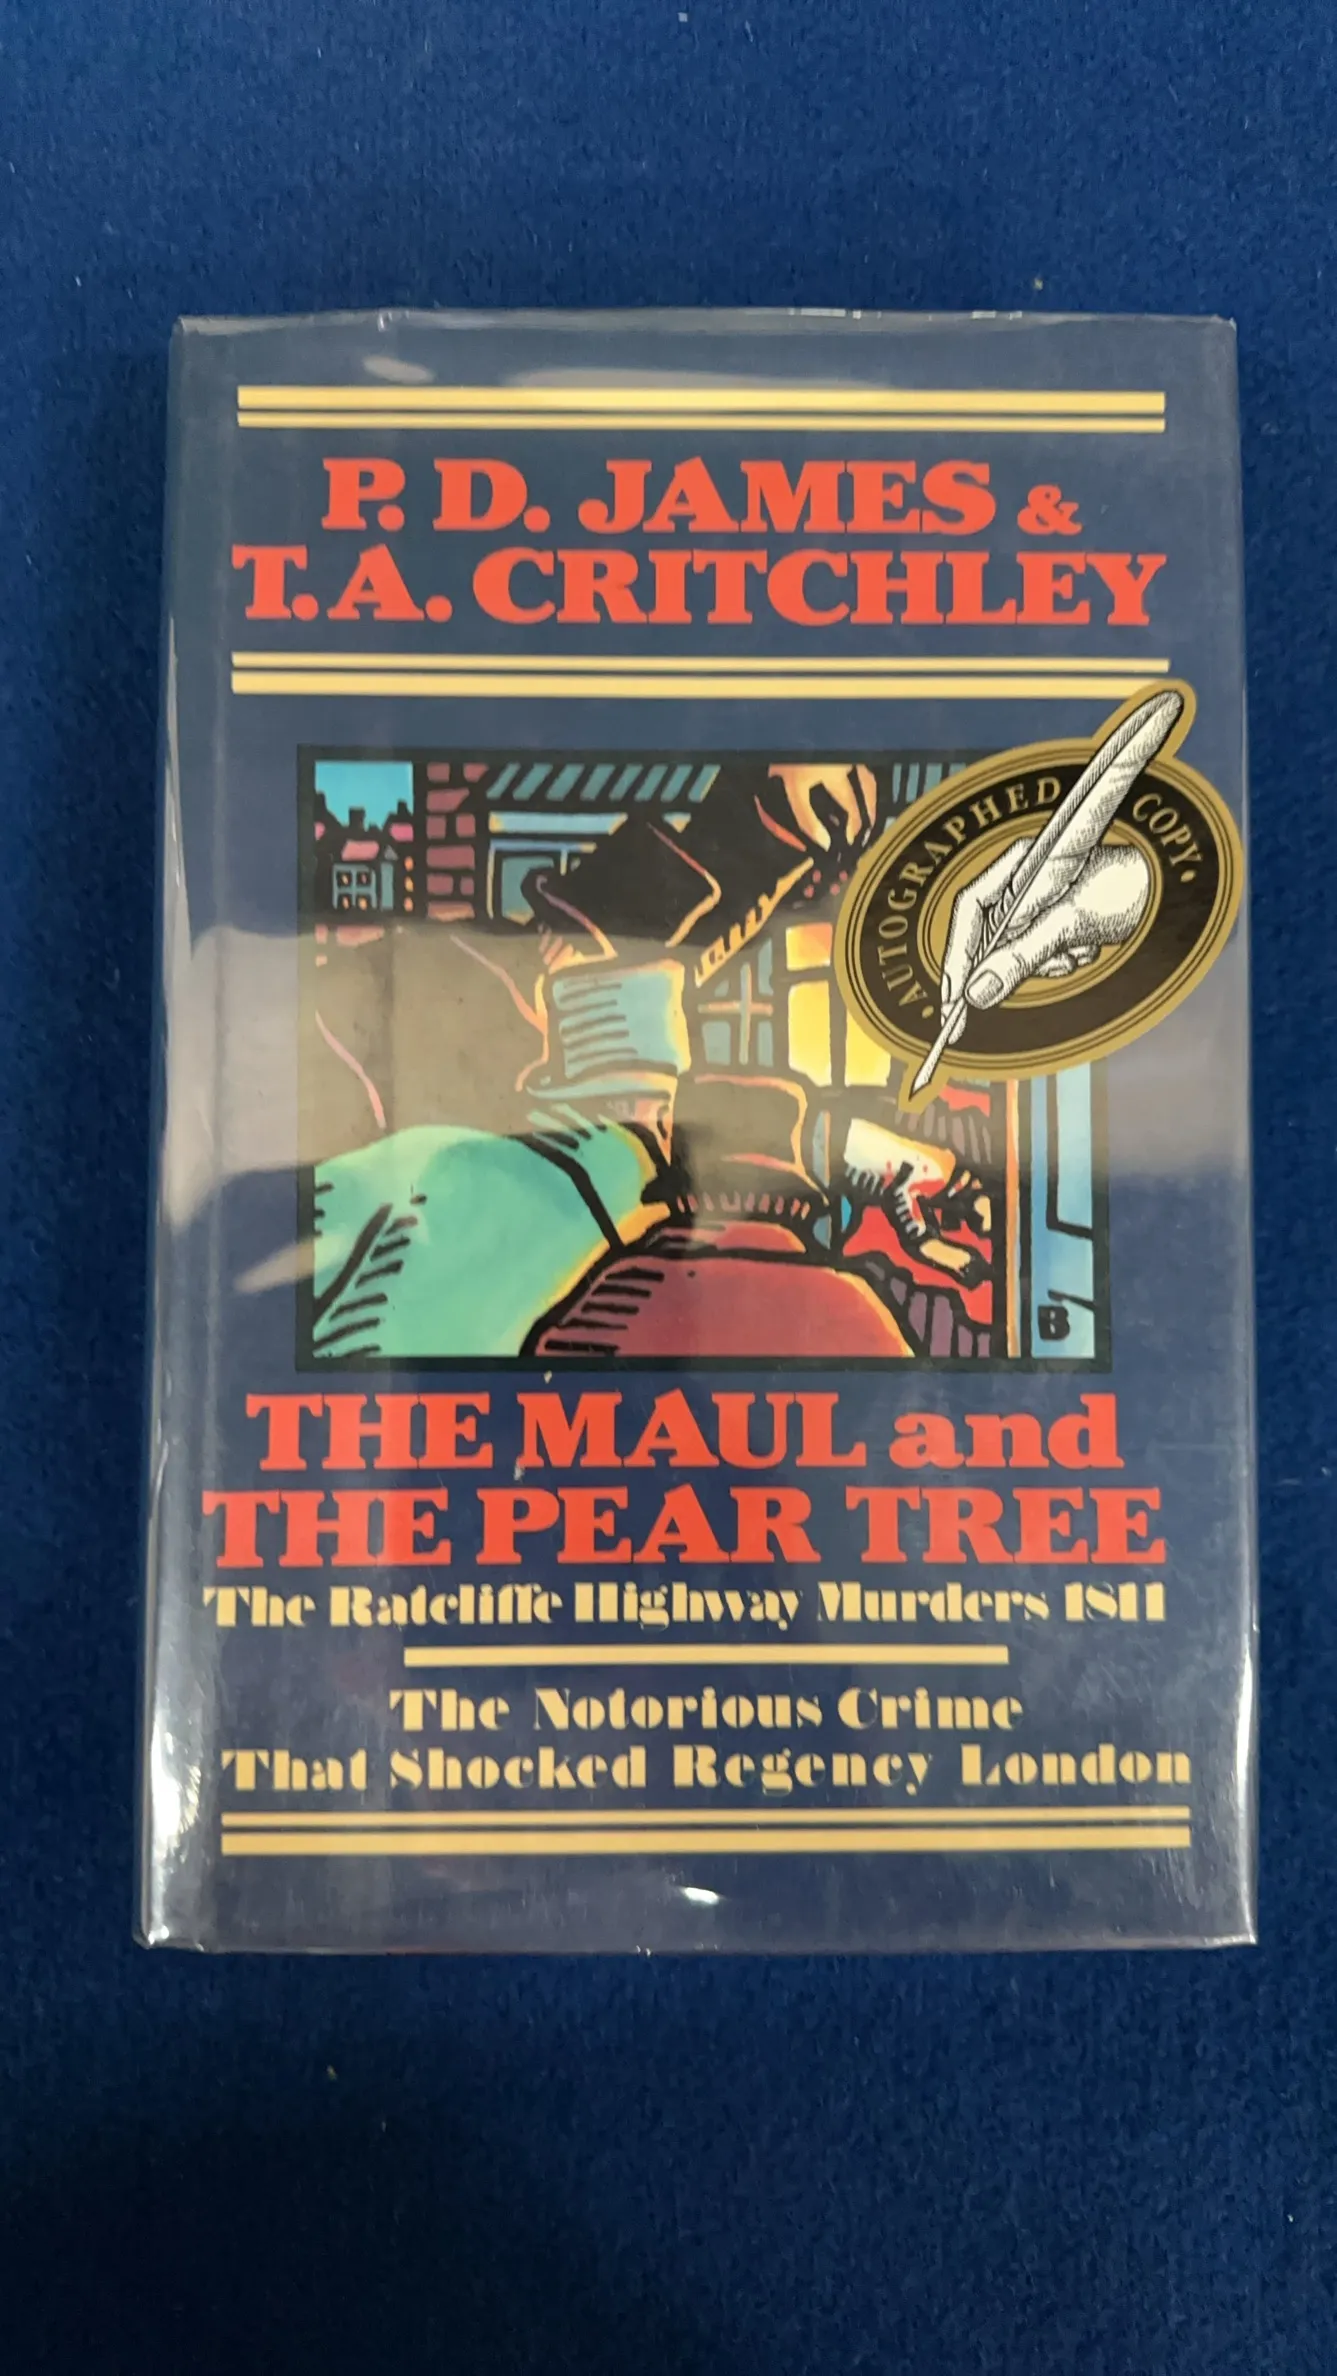 P. D. JAMES &
T. A. CRITCHLEY
· AUTOGRAPHED COPY ·
B
THE MAUL and
THE PEAR TREE
The Ratcliffe Highway Murders 1811
The Notorious Crime
That Shocked Regency London